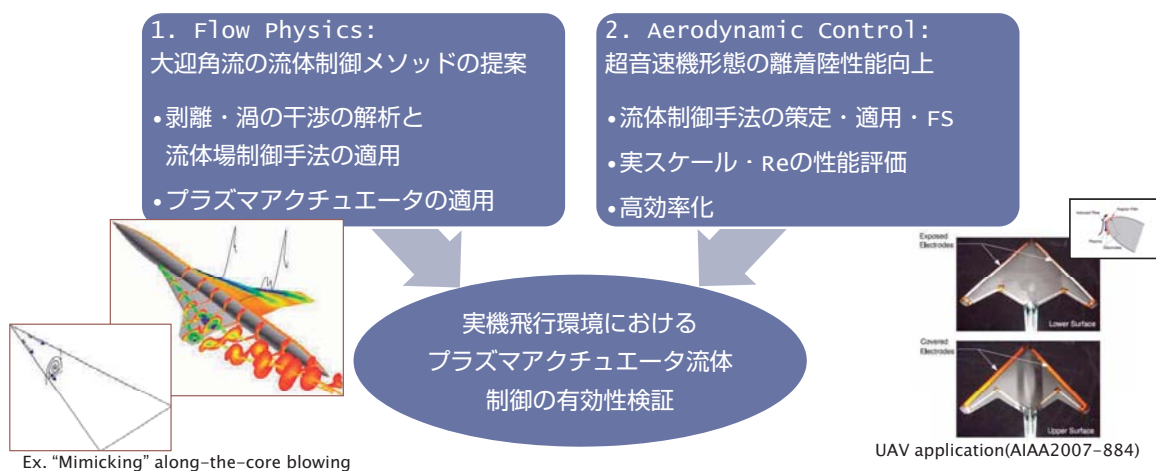 1. Flow Physics:
大迎角流の流体制御メソッドの提案
•剥離・渦の干渉の解析と
流体場制御手法の適用
•プラズマアクチュエータの適用
2. Aerodynamic Control:
超音速機形態の離着陸性能向上
•流体制御手法の策定・適用・FS
•実スケール・Reの性能評価
•高効率化
実機飛行環境における
プラズマアクチュエータ流体
制御の有効性検証
Exposed
Electrodes
Lower Surface
Covered
Electrodes
Upper Surface
Ex. “Mimicking” along-the-core blowing
UAV application(AIAA2007-884)